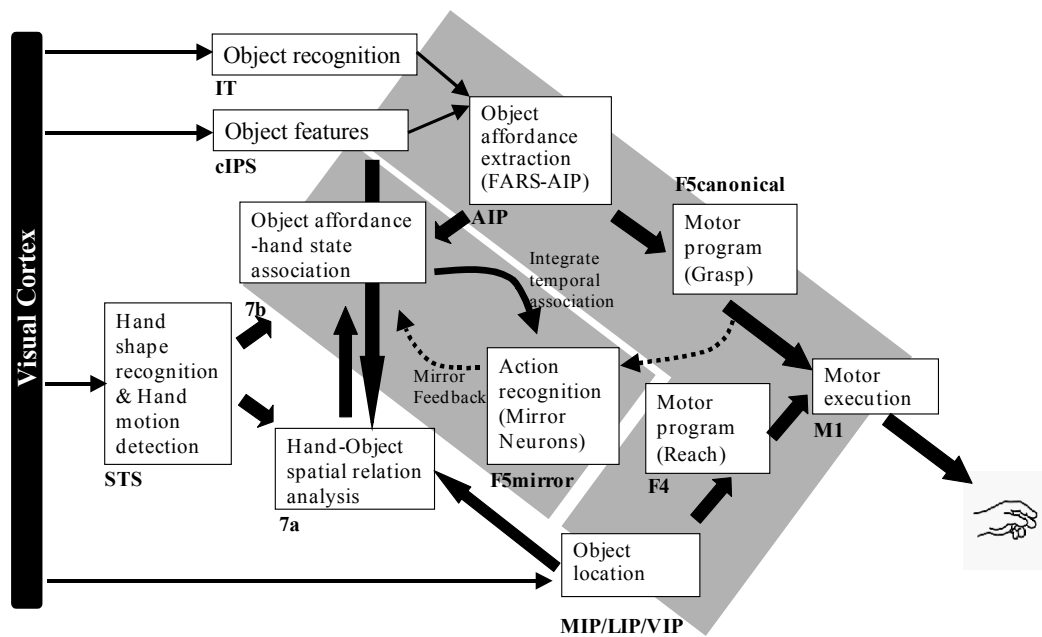 Visual Cortex
Object recognition
IT
Object features
cIPS
Object
affordance
extraction
(FARS-AIP)
AIP
F5canonical
Motor
program
(Grasp)
Object affordance
-hand state
association
7b
Integrate
temporal
association
Hand
shape
recognition
& Hand
motion
detection
STS
Mirror
Feedback
Action
recognition
(Mirror
Neurons)
F5mirror
Motor
program
(Reach)
F4
Motor
execution
M1
Hand-Object
spatial relation
analysis
7a
Object
location
MIP/LIP/VIP